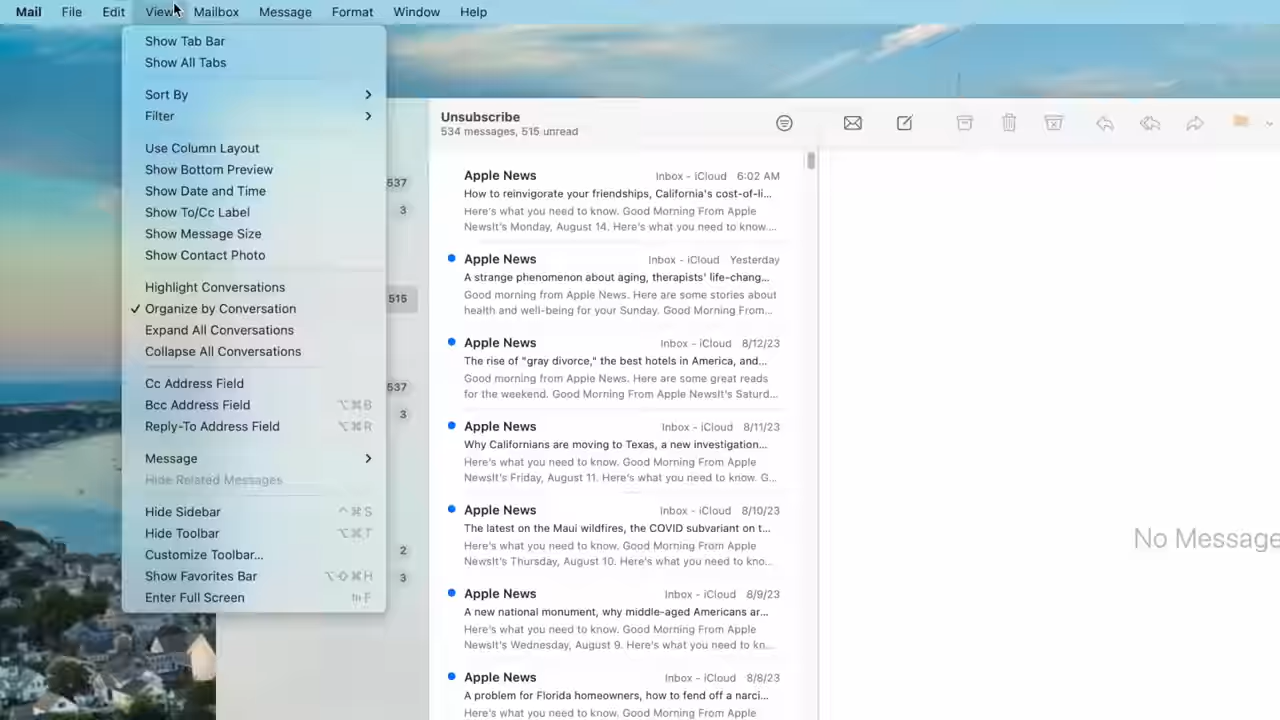 Mail File Edit View Mailbox Message Format Window Help
Show Tab Bar
Show All Tabs
Sort By
Filter
Use Column Layout
Show Bottom Preview
Show Date and Time
Show To/Cc Label
Show Message Size
Show Contact Photo
Highlight Conversations
✓ Organize by Conversation
Expand All Conversations
Collapse All Conversations
Cc Address Field
Bcc Address Field ⌥⌘B
Reply-To Address Field ⌥⌘R
Message
Hide Related Messages
Hide Sidebar ^⌘S
Hide Toolbar ⌥⌘T
Customize Toolbar...
Show Favorites Bar ⌥⇧⌘H
Enter Full Screen F
537
3
515
537
3
2
3
Unsubscribe
534 messages, 515 unread
Apple News Inbox - iCloud 6:02 AM
How to reinvigorate your friendships, California's cost-of-li...
Here's what you need to know. Good Morning From Apple
NewsIt's Monday, August 14. Here's what you need to know....
Apple News Inbox - iCloud Yesterday
A strange phenomenon about aging, therapists' life-chang...
Good morning from Apple News. Here are some stories about
health and well-being for your Sunday. Good Morning From...
Apple News Inbox - iCloud 8/12/23
The rise of "gray divorce," the best hotels in America, and...
Good morning from Apple News. Here are some great reads
for the weekend. Good Morning From Apple NewsIt's Saturd...
Apple News Inbox - iCloud 8/11/23
Why Californians are moving to Texas, a new investigation...
Here's what you need to know. Good Morning From Apple
NewsIt's Friday, August 11. Here's what you need to know. G...
Apple News Inbox - iCloud 8/10/23
The latest on the Maui wildfires, the COVID subvariant on t...
Here's what you need to know. Good Morning From Apple
NewsIt's Thursday, August 10. Here's what you need to kno...
Apple News Inbox - iCloud 8/9/23
A new national monument, why middle-aged Americans ar...
Here's what you need to know. Good Morning From Apple
NewsIt's Wednesday, August 9. Here's what you need to kn...
Apple News Inbox - iCloud 8/8/23
A problem for Florida homeowners, how to fend off a narci...
Here's what you need to know. Good Morning From Apple
No Message